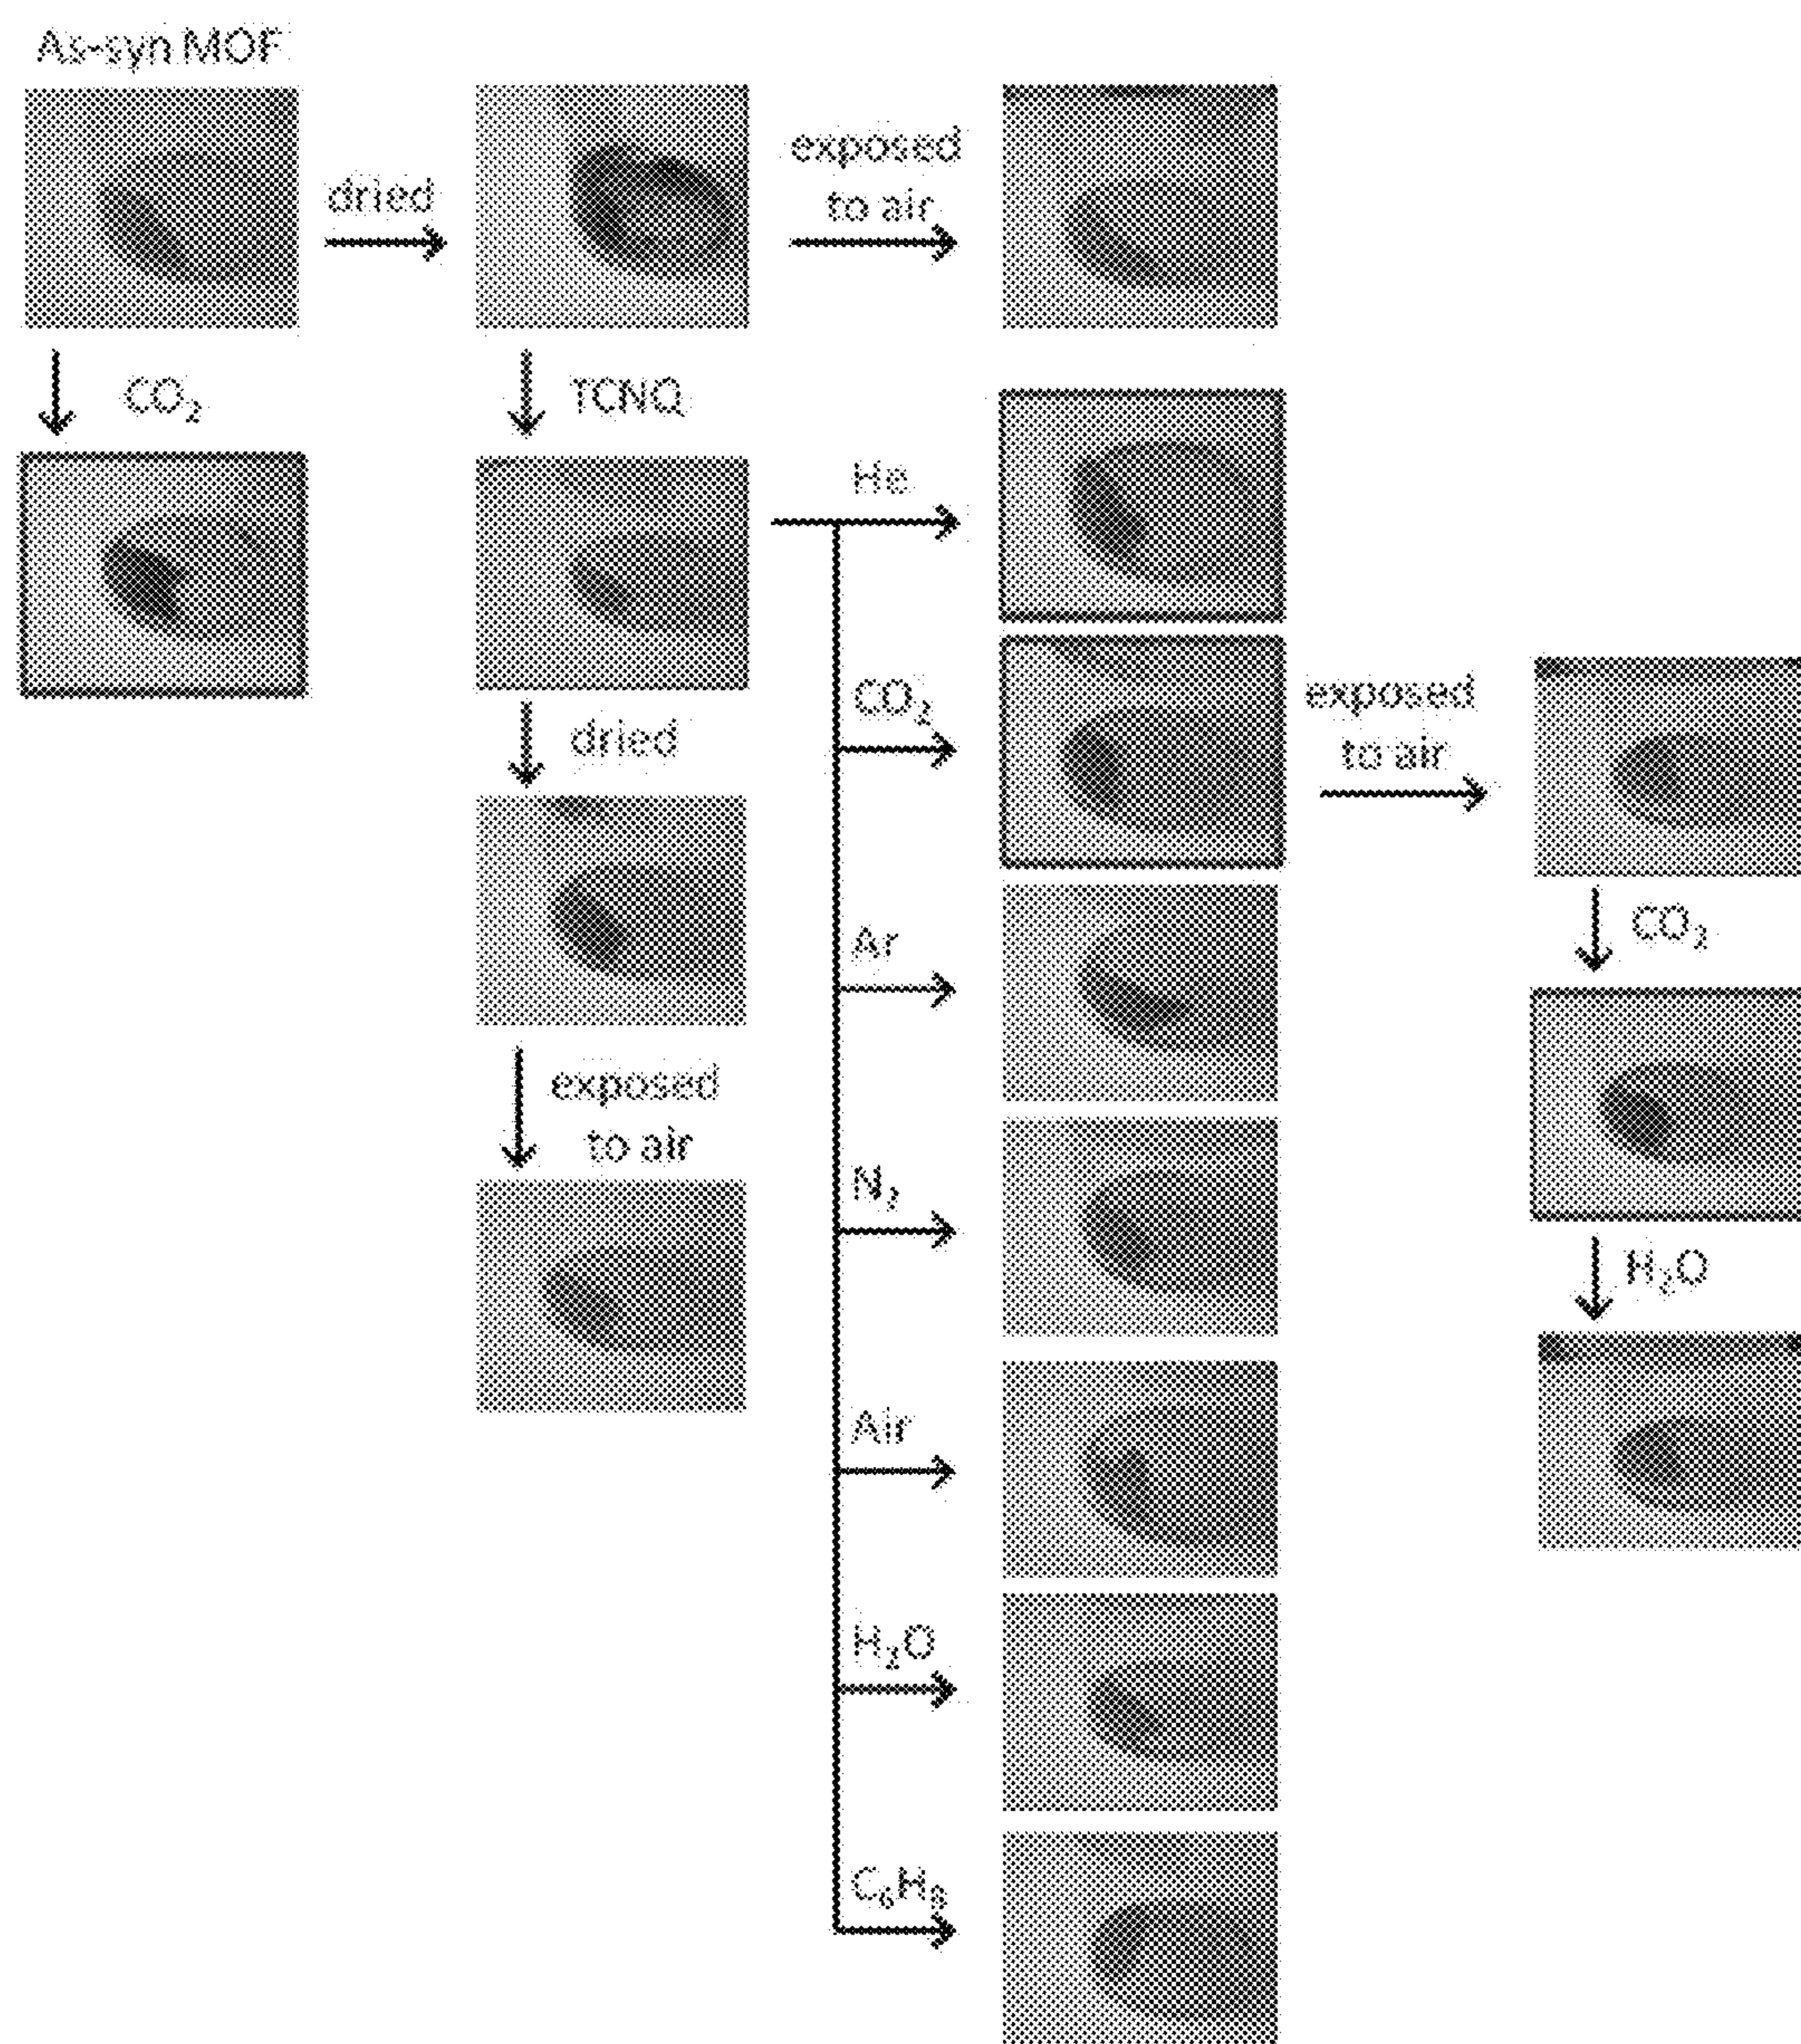 As-syn MOF
dried
exposed
to air
CO₂
TCNQ
He
CO₂
exposed
to air
dried
Ar
CO₂
exposed
to air
N₂
H₂O
Air
H₂O
C₆H₈